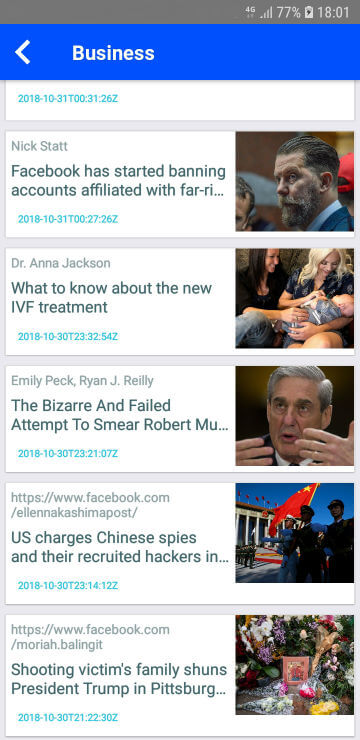 4G 77% 18:01
Business
2018-10-31T00:31:26Z
Nick Statt
Facebook has started banning
accounts affiliated with far-ri...
2018-10-31T00:27:26Z
Dr. Anna Jackson
What to know about the new
IVF treatment
2018-10-30T23:32:54Z
Emily Peck, Ryan J. Reilly
The Bizarre And Failed
Attempt To Smear Robert Mu...
2018-10-30T23:21:07Z
https://www.facebook.com
/ellennakashimapost/
US charges Chinese spies
and their recruited hackers in...
2018-10-30T23:14:12Z
https://www.facebook.com
/moriah.balingit
Shooting victim's family shuns
President Trump in Pittsburg...
2018-10-30T21:22:30Z